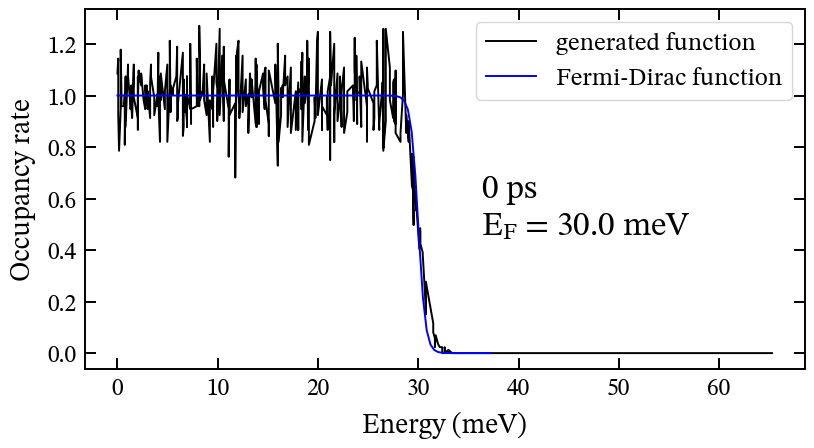 generated function
Fermi-Dirac function
0 ps
E_F = 30.0 meV
Occupancy rate
1.2
1.0
0.8
0.6
0.4
0.2
0.0
0 10 20 30 40 50 60
Energy (meV)